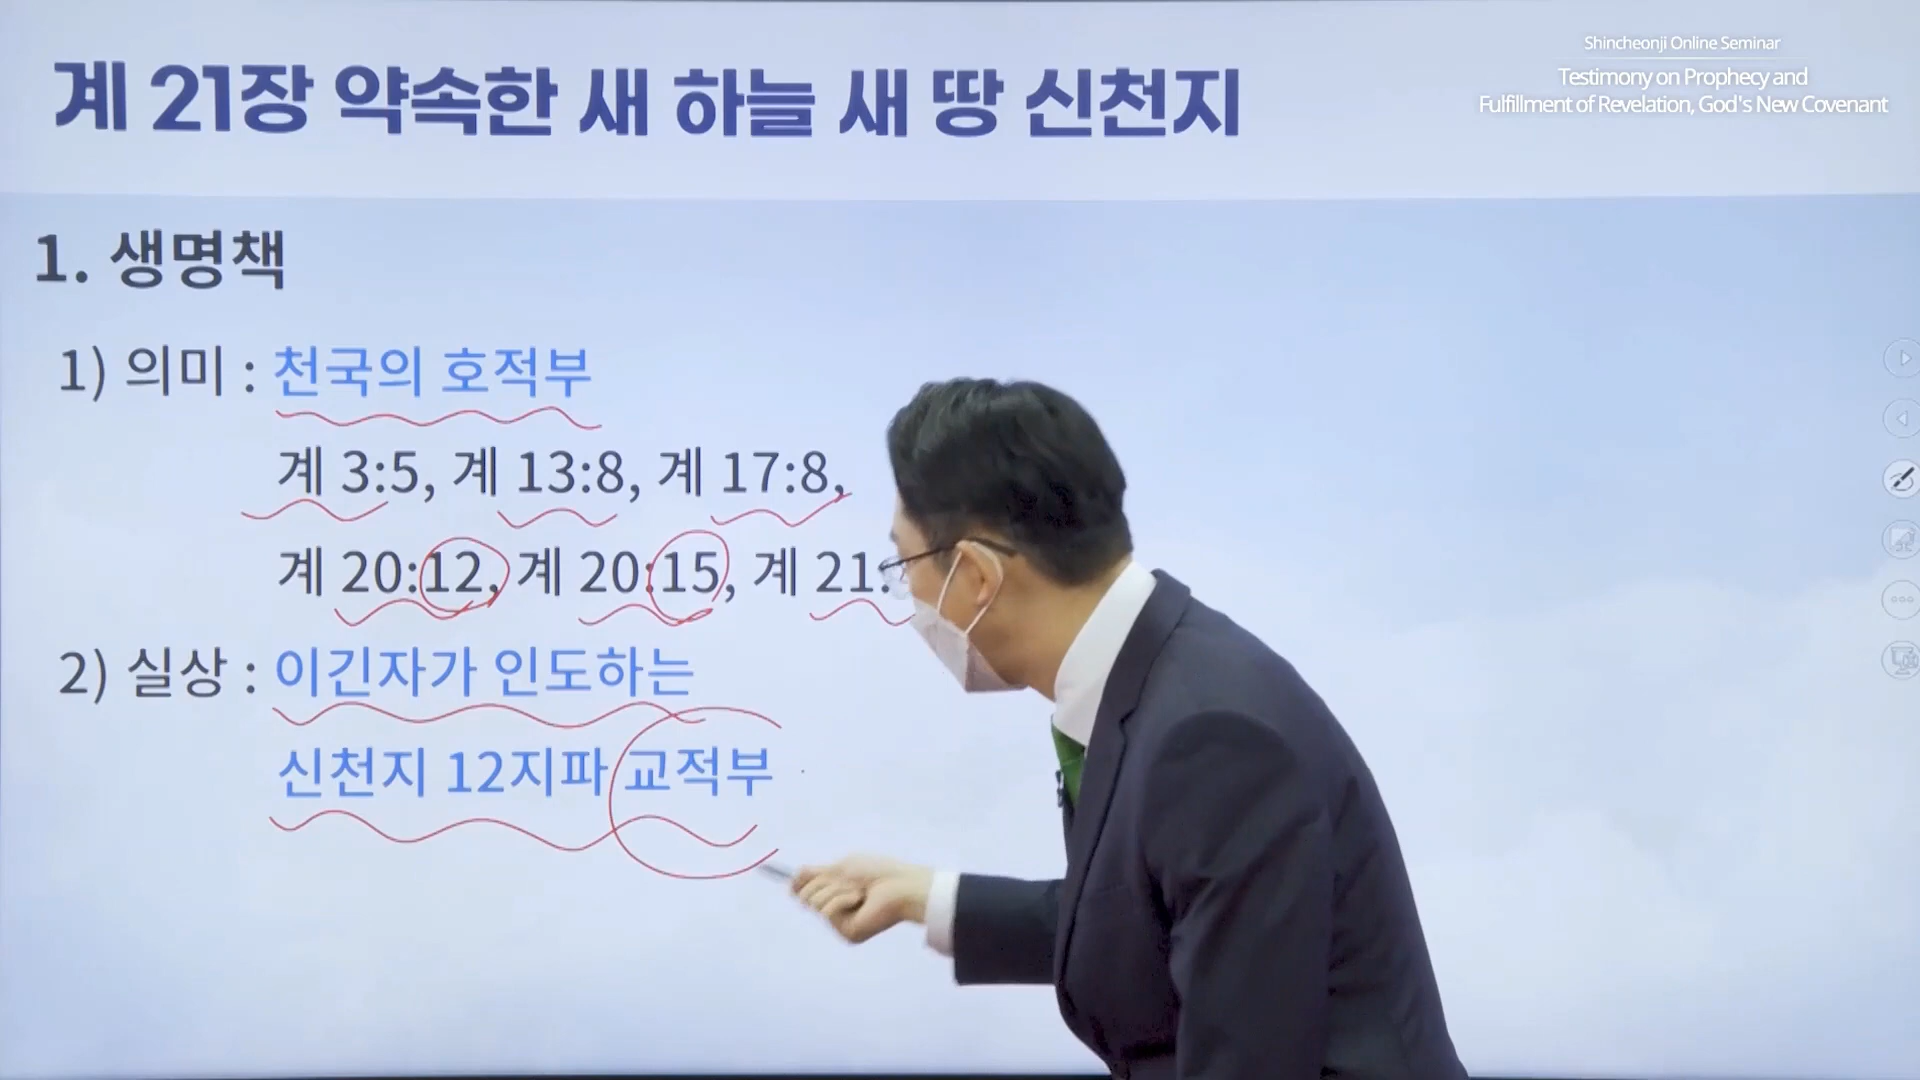 계 21장 약속한 새 하늘 새 땅 신천지
Shincheonji Online Seminar
Testimony on Prophecy and
Fulfillment of Revelation, God's New Covenant
1. 생명책
1) 의미 : 천국의 호적부
계 3:5, 계 13:8, 계 17:8,
계 20:12, 계 20:15, 계 21:
2) 실상 : 이긴자가 인도하는
신천지 12지파 교적부